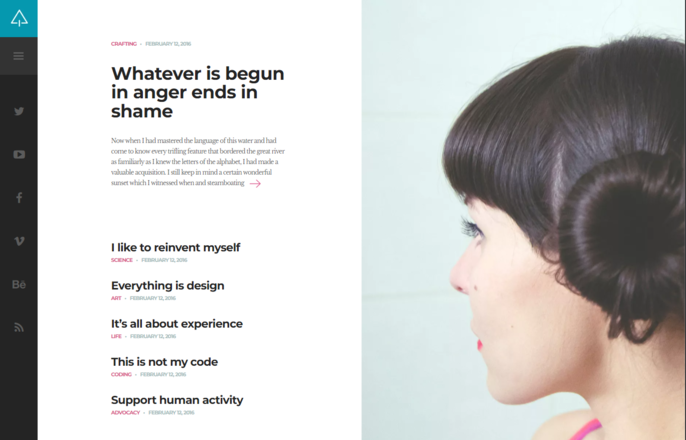 CRAFTING - FEBRUARY 12, 2016
Whatever is begun
in anger ends in
shame
Now when I had mastered the language of this water and had
come to know every trifling feature that bordered the great river
as familiarly as I knew the letters of the alphabet, I had made a
valuable acquisition. I still keep in mind a certain wonderful
sunset which I witnessed when and steamboating
I like to reinvent myself
SCIENCE - FEBRUARY 12, 2016
Everything is design
ART - FEBRUARY 12, 2016
It’s all about experience
LIFE - FEBRUARY 12, 2016
This is not my code
CODING - FEBRUARY 12, 2016
Support human activity
ADVOCACY - FEBRUARY 12, 2016
Bē